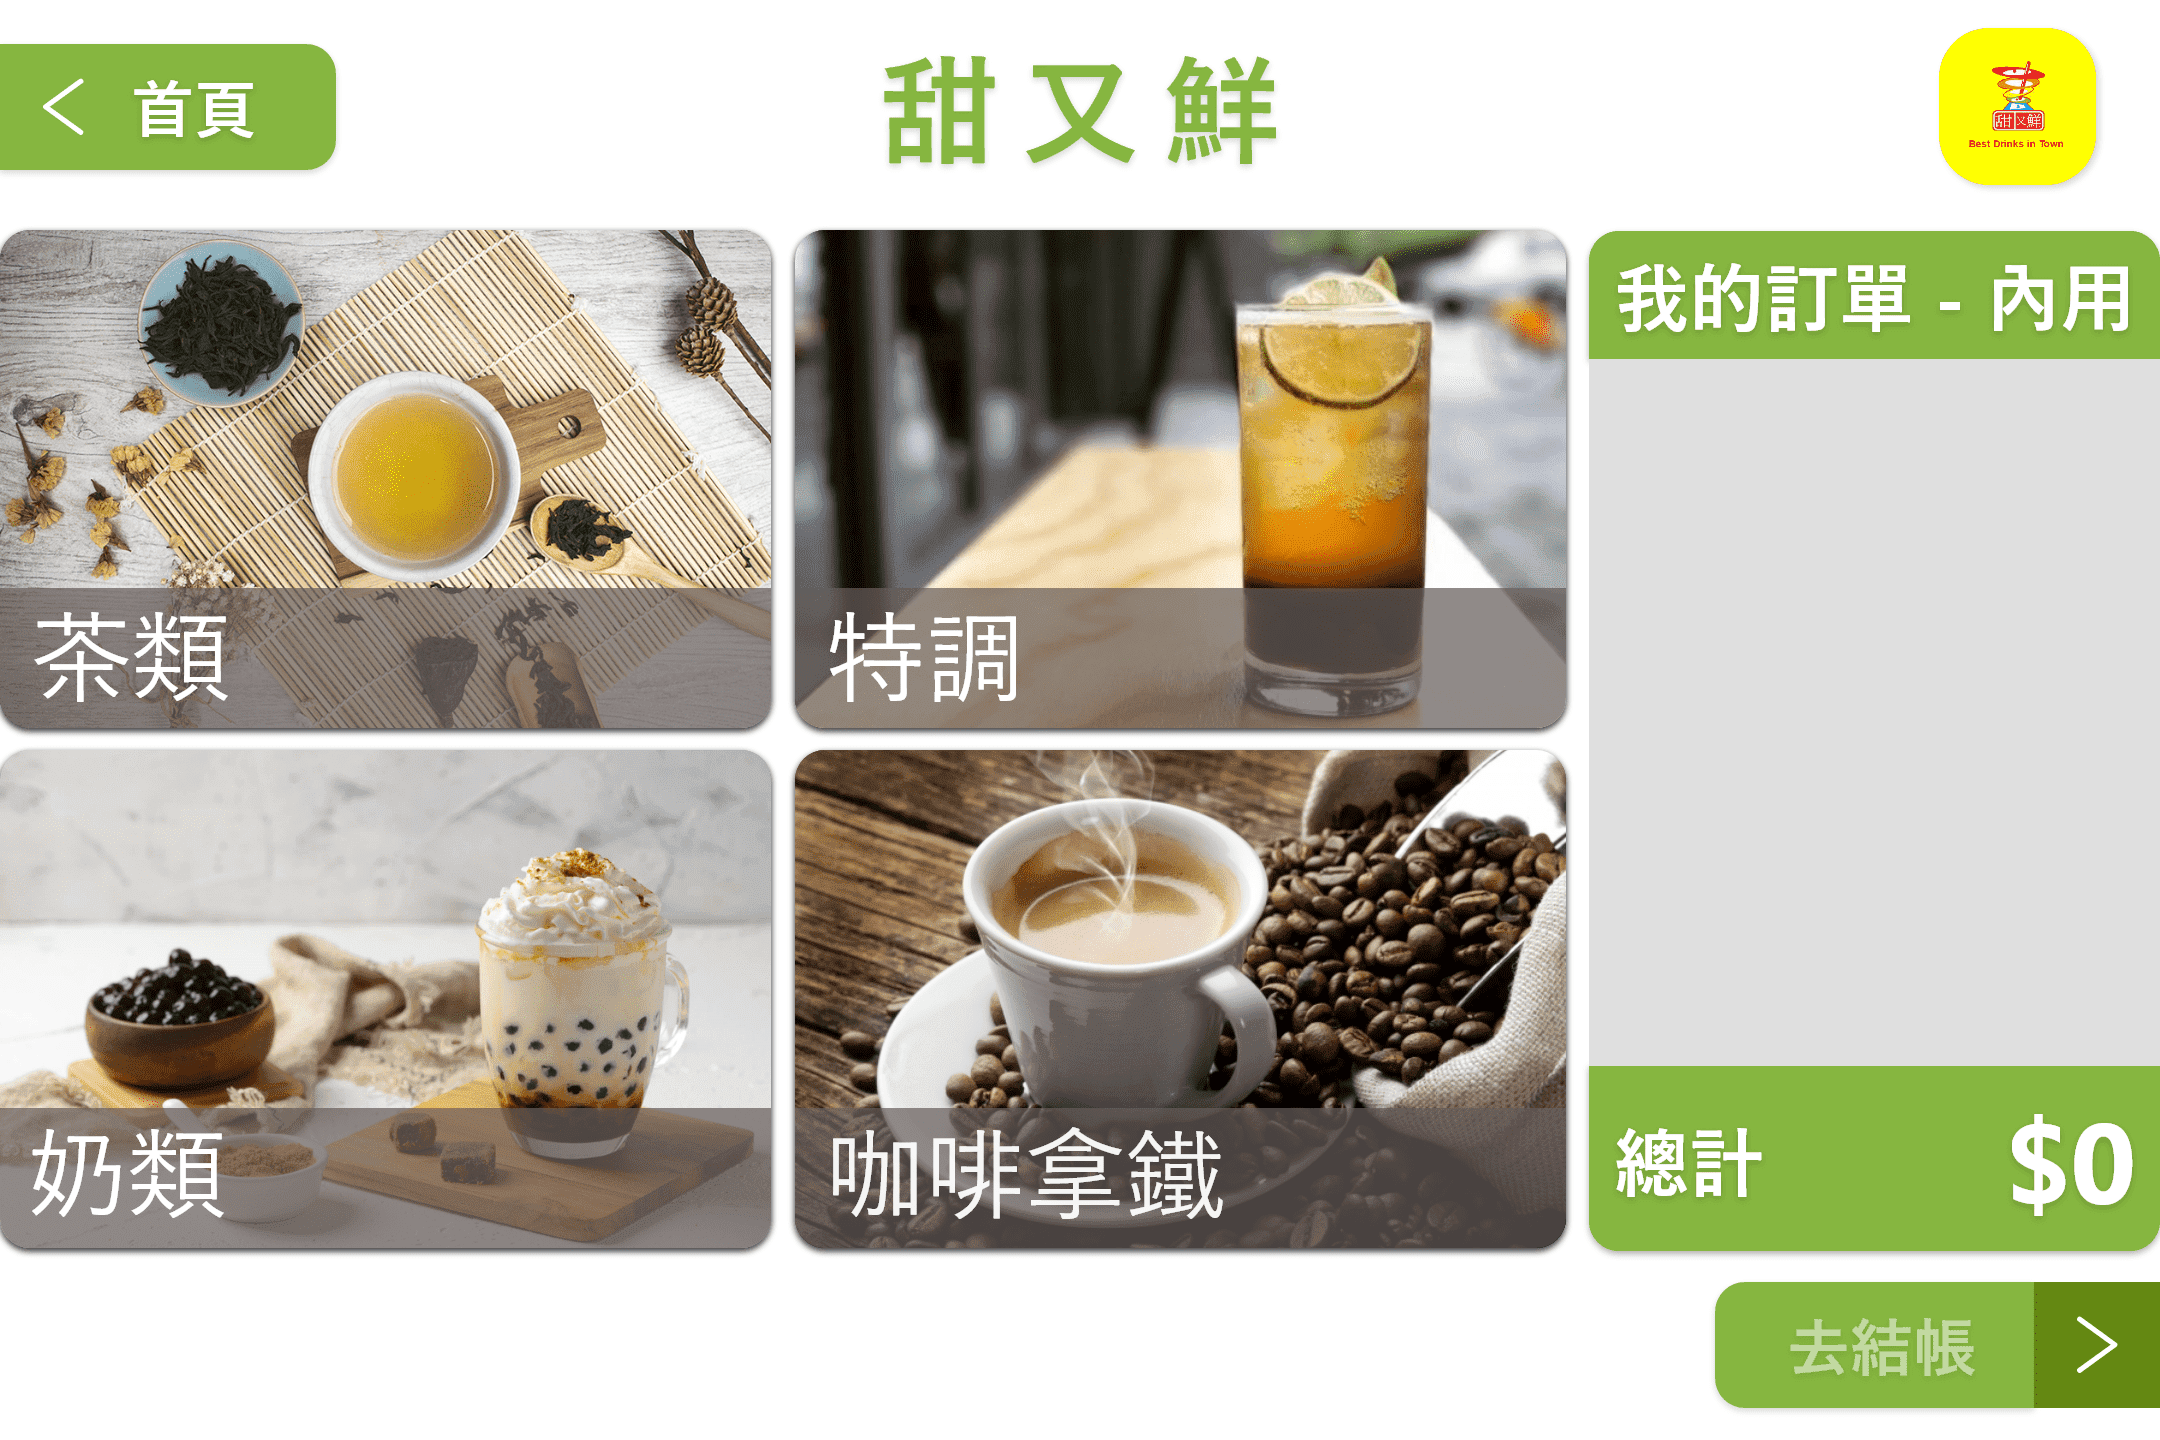 首頁
甜又鮮
甜又鮮
Best Drinks in Town
茶類
特調
我的訂單 - 內用
奶類
咖啡拿鐵
總計
$0
去結帳